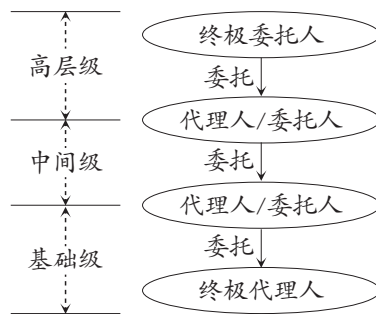 终极委托人
高层级
委托
代理人/委托人
中间级
委托
代理人/委托人
基础级
委托
终极代理人